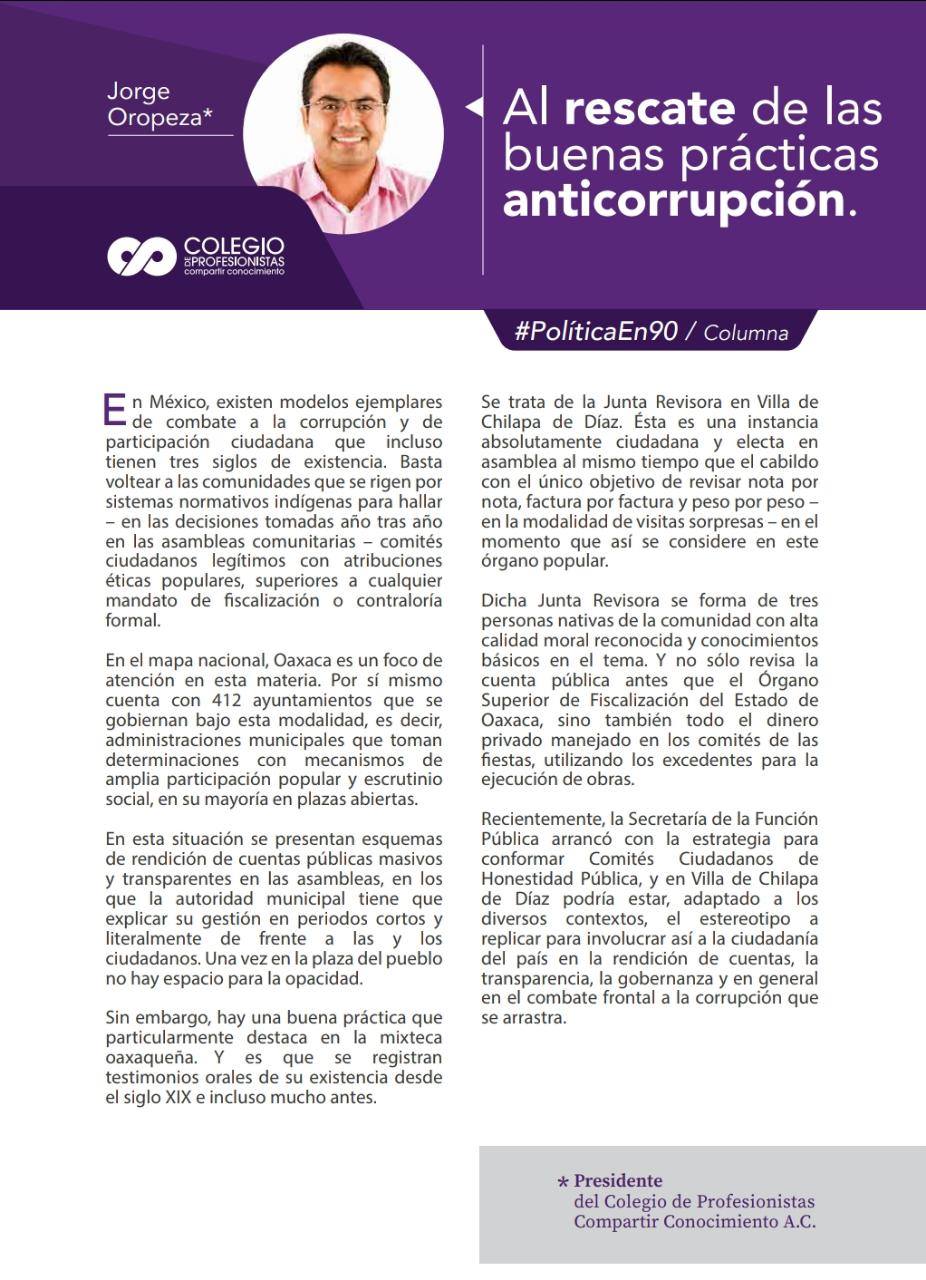 Jorge
Oropeza*
Al rescate de las
buenas prácticas
anticorrupción.
COLEGIO
DE PROFESIONISTAS
compartir conocimiento
#PolíticaEn90 / Columna
En México, existen modelos ejemplares
de combate a la corrupción y de
participación ciudadana que incluso
tienen tres siglos de existencia. Basta
voltear a las comunidades que se rigen por
sistemas normativos indígenas para hallar
– en las decisiones tomadas año tras año
en las asambleas comunitarias – comités
ciudadanos legítimos con atribuciones
éticas populares, superiores a cualquier
mandato de fiscalización o contraloría
formal.
En el mapa nacional, Oaxaca es un foco de
atención en esta materia. Por sí mismo
cuenta con 412 ayuntamientos que se
gobiernan bajo esta modalidad, es decir,
administraciones municipales que toman
determinaciones con mecanismos de
amplia participación popular y escrutinio
social, en su mayoría en plazas abiertas.
En esta situación se presentan esquemas
de rendición de cuentas públicas masivos
y transparentes en las asambleas, en los
que la autoridad municipal tiene que
explicar su gestión en periodos cortos y
literalmente de frente a las y los
ciudadanos. Una vez en la plaza del pueblo
no hay espacio para la opacidad.
Sin embargo, hay una buena práctica que
particularmente destaca en la mixteca
oaxaqueña. Y es que se registran
testimonios orales de su existencia desde
el siglo XIX e incluso mucho antes.
Se trata de la Junta Revisora en Villa de
Chilapa de Díaz. Ésta es una instancia
absolutamente ciudadana y electa en
asamblea al mismo tiempo que el cabildo
con el único objetivo de revisar nota por
nota, factura por factura y peso por peso –
en la modalidad de visitas sorpresas – en el
momento que así se considere en este
órgano popular.
Dicha Junta Revisora se forma de tres
personas nativas de la comunidad con alta
calidad moral reconocida y conocimientos
básicos en el tema. Y no sólo revisa la
cuenta pública antes que el Órgano
Superior de Fiscalización del Estado de
Oaxaca, sino también todo el dinero
privado manejado en los comités de las
fiestas, utilizando los excedentes para la
ejecución de obras.
Recientemente, la Secretaría de la Función
Pública arrancó con la estrategia para
conformar Comités Ciudadanos de
Honestidad Pública, y en Villa de Chilapa
de Díaz podría estar, adaptado a los
diversos contextos, el estereotipo a
replicar para involucrar así a la ciudadanía
del país en la rendición de cuentas, la
transparencia, la gobernanza y en general
en el combate frontal a la corrupción que
se arrastra.
* Presidente
del Colegio de Profesionistas
Compartir Conocimiento A.C.